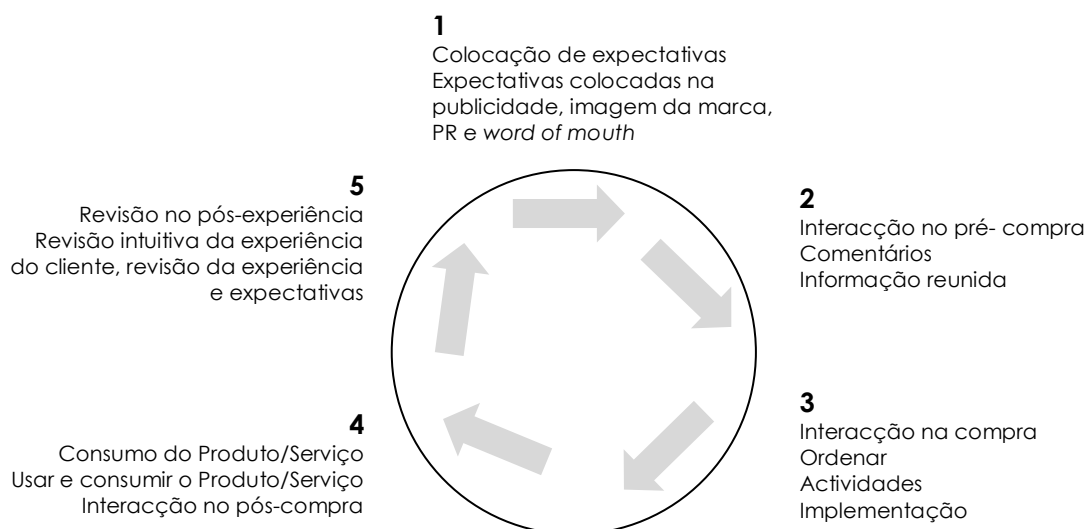 1
Colocação de expectativas
Expectativas colocadas na
publicidade, imagem da marca,
PR e word of mouth
2
Interacção no pré- compra
Comentários
Informação reunida
3
Interacção na compra
Ordenar
Actividades
Implementação
4
Consumo do Produto/Serviço
Usar e consumir o Produto/Serviço
Interacção no pós-compra
5
Revisão no pós-experiência
Revisão intuitiva da experiência
do cliente, revisão da experiência
e expectativas